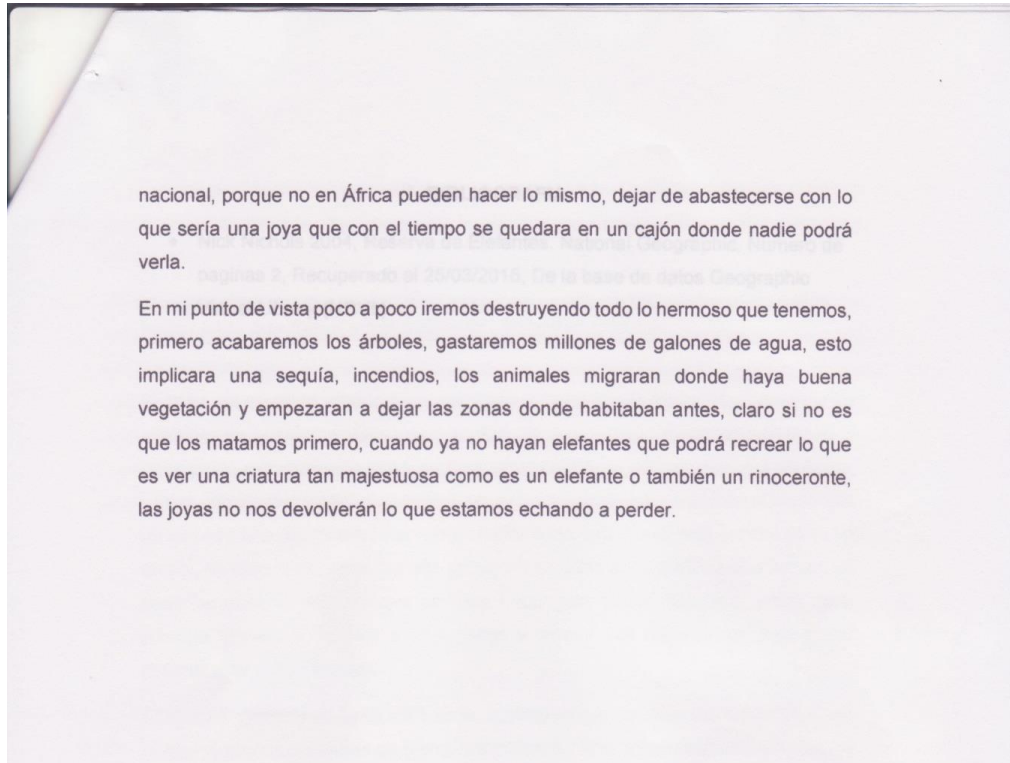 nacional, porque no en África pueden hacer lo mismo, dejar de abastecerse con lo
que sería una joya que con el tiempo se quedara en un cajón donde nadie podrá
verla.
En mi punto de vista poco a poco iremos destruyendo todo lo hermoso que tenemos,
primero acabaremos los árboles, gastaremos millones de galones de agua, esto
implicara una sequía, incendios, los animales migraran donde haya buena
vegetación y empezaran a dejar las zonas donde habitaban antes, claro si no es
que los matamos primero, cuando ya no hayan elefantes que podrá recrear lo que
es ver una criatura tan majestuosa como es un elefante o también un rinoceronte,
las joyas no nos devolverán lo que estamos echando a perder.